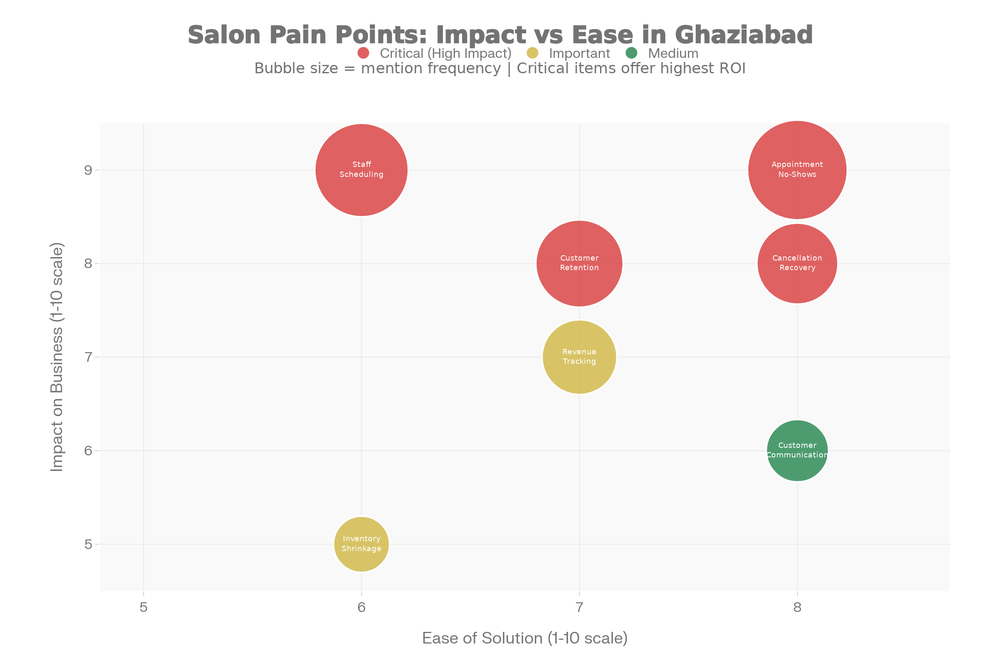 Salon Pain Points: Impact vs Ease in Ghaziabad
Critical (High Impact) Important Medium
Bubble size = mention frequency | Critical items offer highest ROI
Impact on Business (1-10 scale)
9
8
7
6
5
Staff
Scheduling
Appointment
No-Shows
Customer
Retention
Cancellation
Recovery
Revenue
Tracking
Customer
Communication
Inventory
Shrinkage
5 6 7 8
Ease of Solution (1-10 scale)